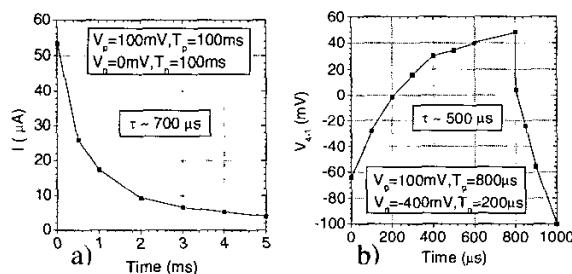 60
50
40
30
20
10
0
I (µA)
V_p=100mV,T_p=100ms
V_n=0mV,T_n=100ms
τ ~ 700 µs
0 1 2 3 4 5
a)
Time (ms)
60
40
20
0
-20
-40
-60
-80
-100
V_4-1 (mV)
τ ~ 500 µs
V_p=100mV,T_p=800µs
V_n=-400mV,T_n=200µs
0 200 400 600 800 1000
b)
Time (µs)